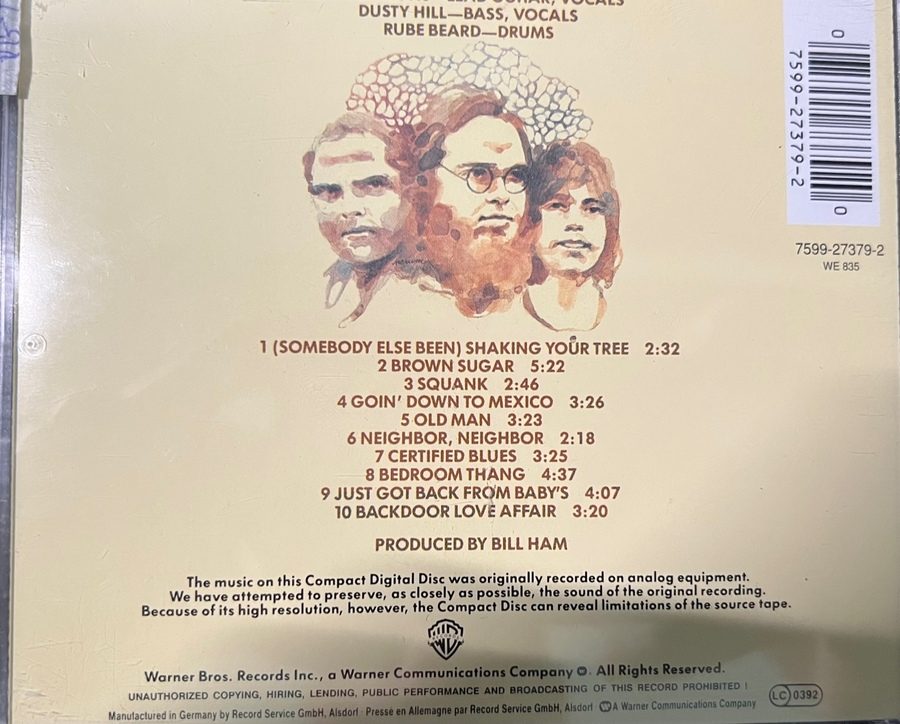 LEAD GUITAR, VOCALS
DUSTY HILL—BASS, VOCALS
RUBE BEARD—DRUMS
0 7599-27379-2 0
7599-27379-2
WE 835
1 (SOMEBODY ELSE BEEN) SHAKING YOUR TREE 2:32
2 BROWN SUGAR 5:22
3 SQUANK 2:46
4 GOIN' DOWN TO MEXICO 3:26
5 OLD MAN 3:23
6 NEIGHBOR, NEIGHBOR 2:18
7 CERTIFIED BLUES 3:25
8 BEDROOM THANG 4:37
9 JUST GOT BACK FROM BABY'S 4:07
10 BACKDOOR LOVE AFFAIR 3:20
PRODUCED BY BILL HAM
The music on this Compact Digital Disc was originally recorded on analog equipment.
We have attempted to preserve, as closely as possible, the sound of the original recording.
Because of its high resolution, however, the Compact Disc can reveal limitations of the source tape.
Warner Bros. Records Inc., a Warner Communications Company. All Rights Reserved.
UNAUTHORIZED COPYING, HIRING, LENDING, PUBLIC PERFORMANCE AND BROADCASTING OF THIS RECORD PROHIBITED !
LC 0392
Manufactured in Germany by Record Service GmbH, Alsdorf · Pressé en Allemagne par Record Service GmbH, Alsdorf · A Warner Communications Company